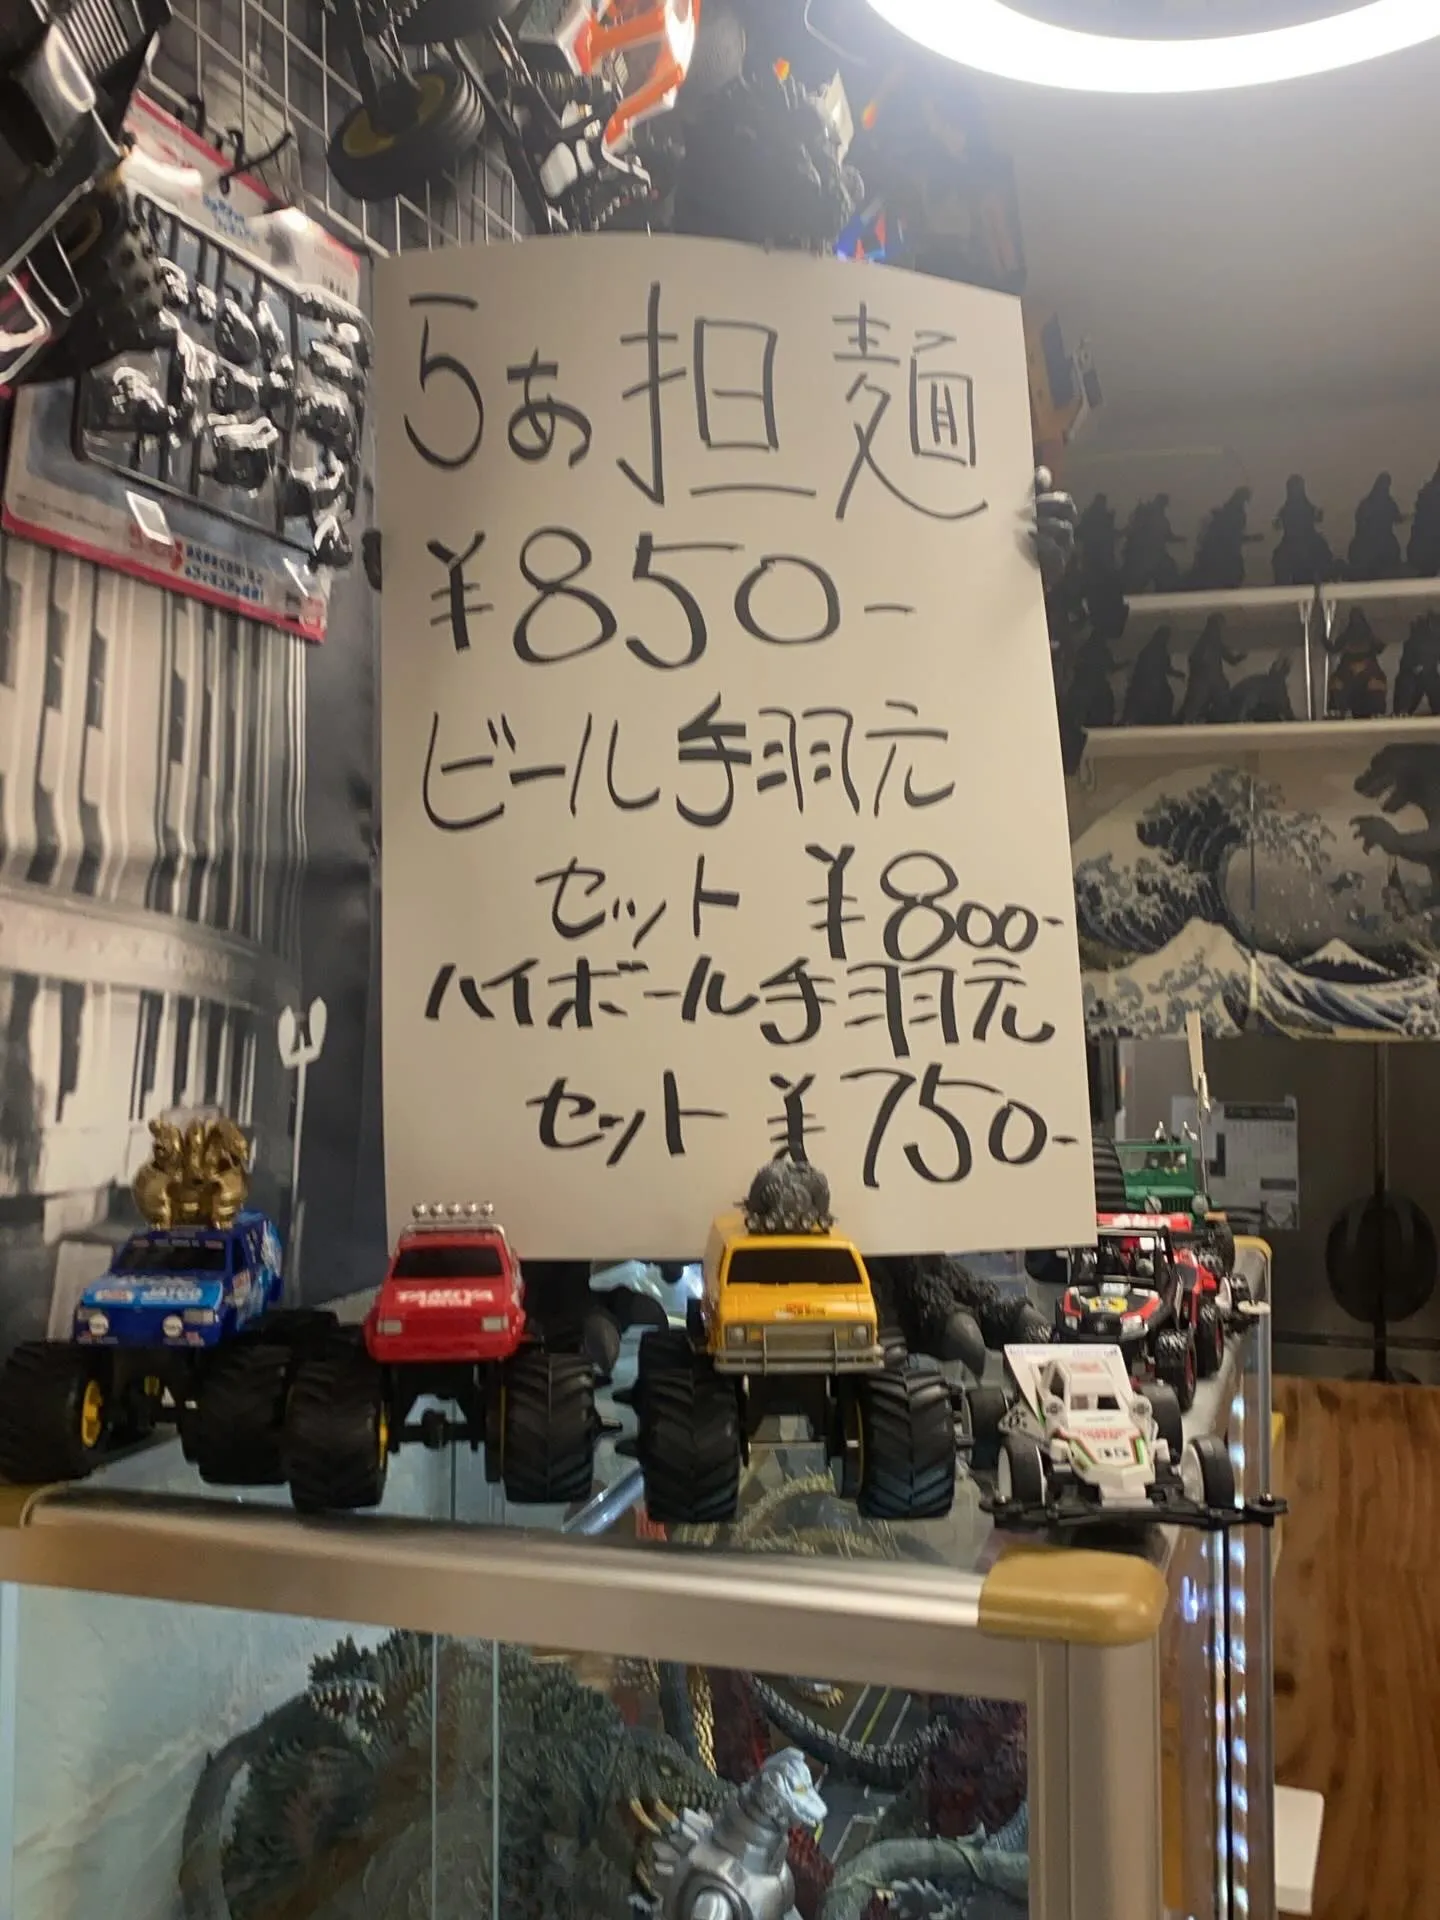 らぁ担麺
¥850-
ビール手羽元
セット ¥800-
ハイボール手羽元
セット ¥750-
TAMIYA